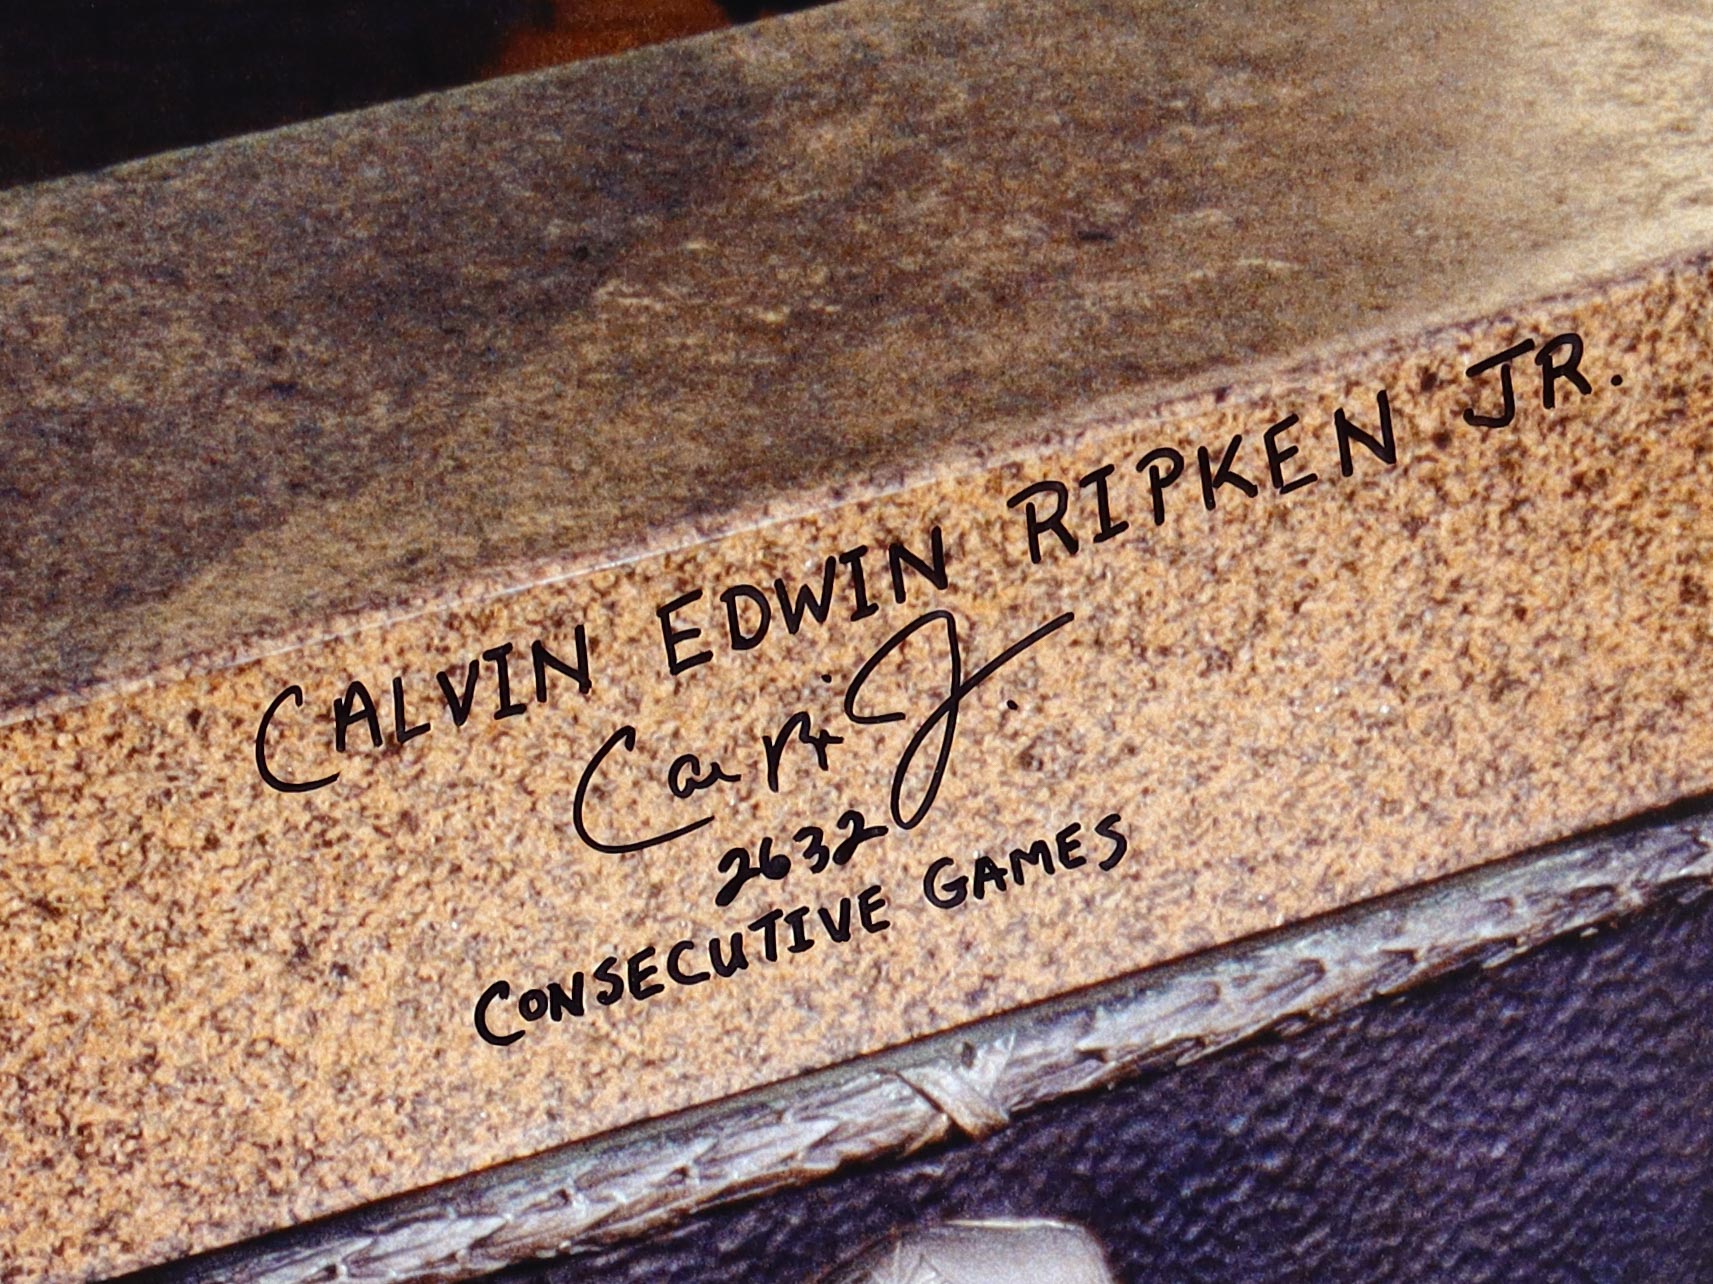 CALVIN EDWIN RIPKEN JR.
2632
CONSECUTIVE GAMES